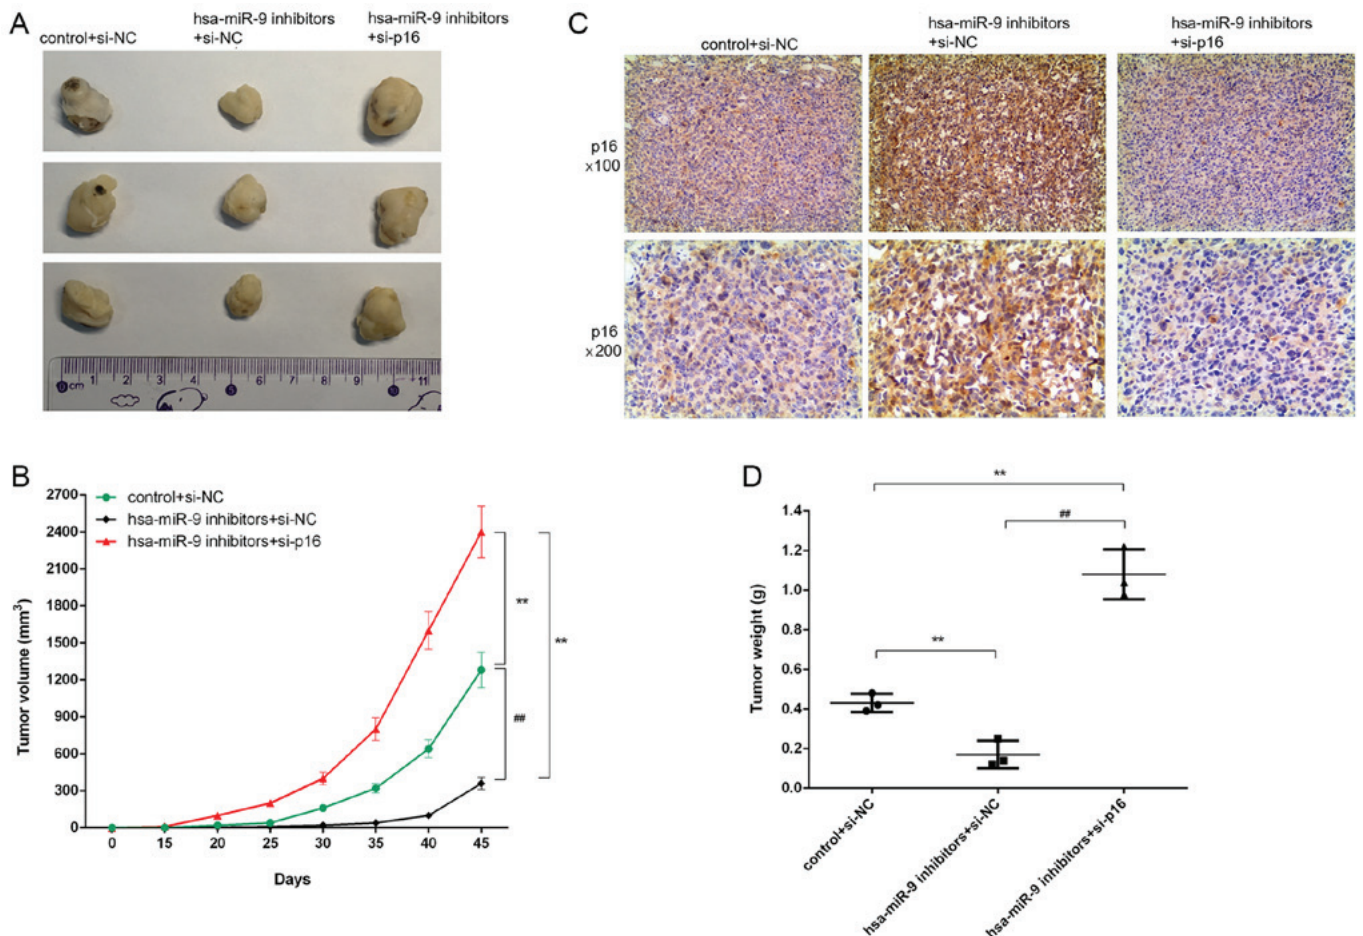 A
control+si-NC
hsa-miR-9 inhibitors
+si-NC
hsa-miR-9 inhibitors
+si-p16
0 cm 1 2 3 4 5 6 7 8 9 10 11
B
2700
2400
2100
1800
1500
1200
900
600
300
0
Tumor volume (mm³)
control+si-NC
hsa-miR-9 inhibitors+si-NC
hsa-miR-9 inhibitors+si-p16
**
##
**
0 15 20 25 30 35 40 45
Days
C
control+si-NC
hsa-miR-9 inhibitors
+si-NC
hsa-miR-9 inhibitors
+si-p16
p16
×100
p16
×200
D
**
##
**
1.4
1.2
1.0
0.8
0.6
0.4
0.2
0.0
Tumor weight (g)
control+si-NC
hsa-miR-9 inhibitors+si-NC
hsa-miR-9 inhibitors+si-p16